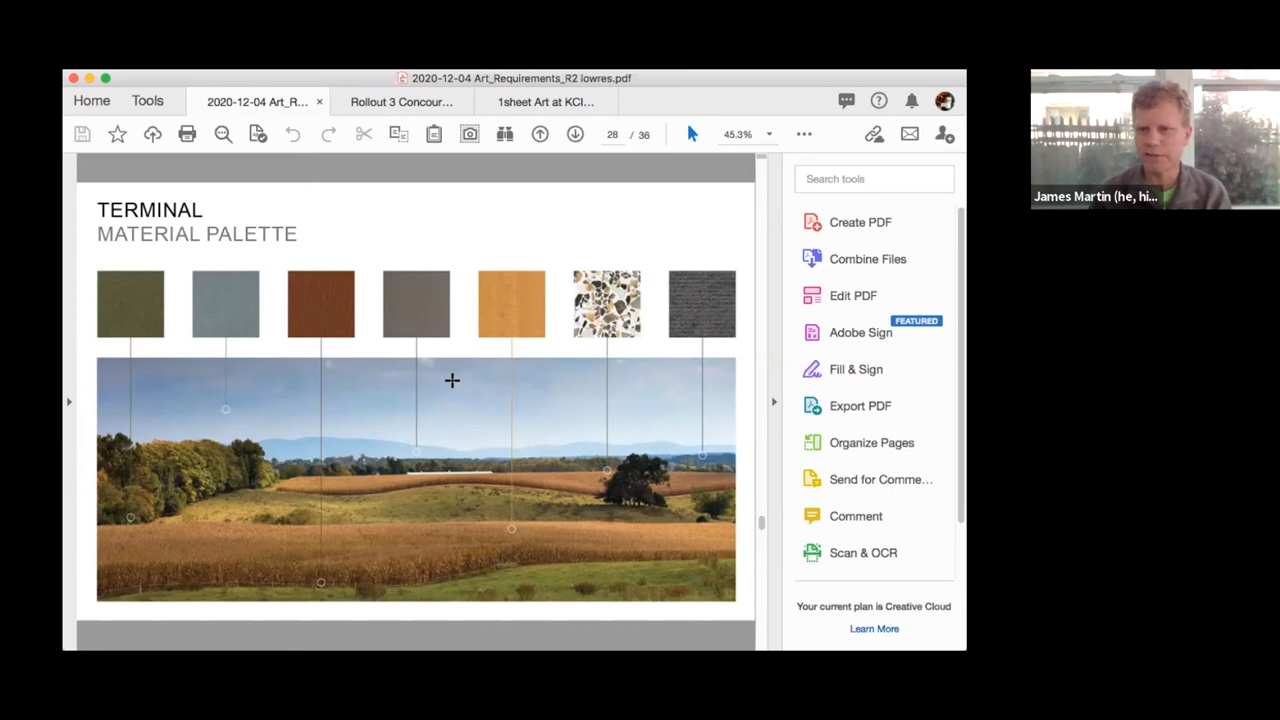 2020-12-04 Art_Requirements_R2 lowres.pdf
Home
Tools
2020-12-04 Art_R... ×
Rollout 3 Concour...
1sheet Art at KCI...
28 / 36
45.3%
TERMINAL
MATERIAL PALETTE
Search tools
Create PDF
Combine Files
Edit PDF
FEATURED
Adobe Sign
Fill & Sign
Export PDF
Organize Pages
Send for Comme...
Comment
Scan & OCR
Your current plan is Creative Cloud
Learn More
James Martin (he, hi...